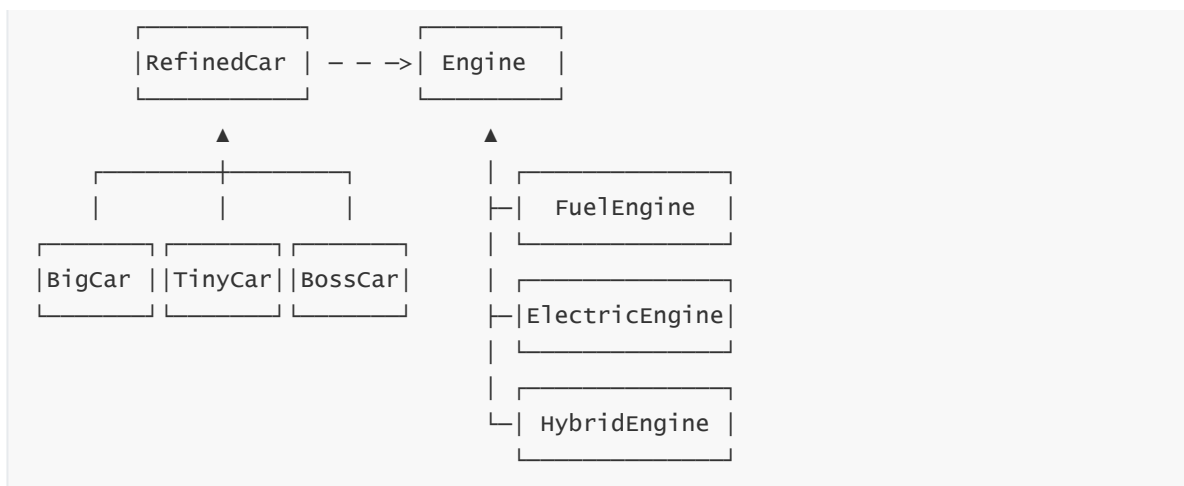 RefinedCar
Engine
FuelEngine
BigCar
TinyCar
BossCar
ElectricEngine
HybridEngine